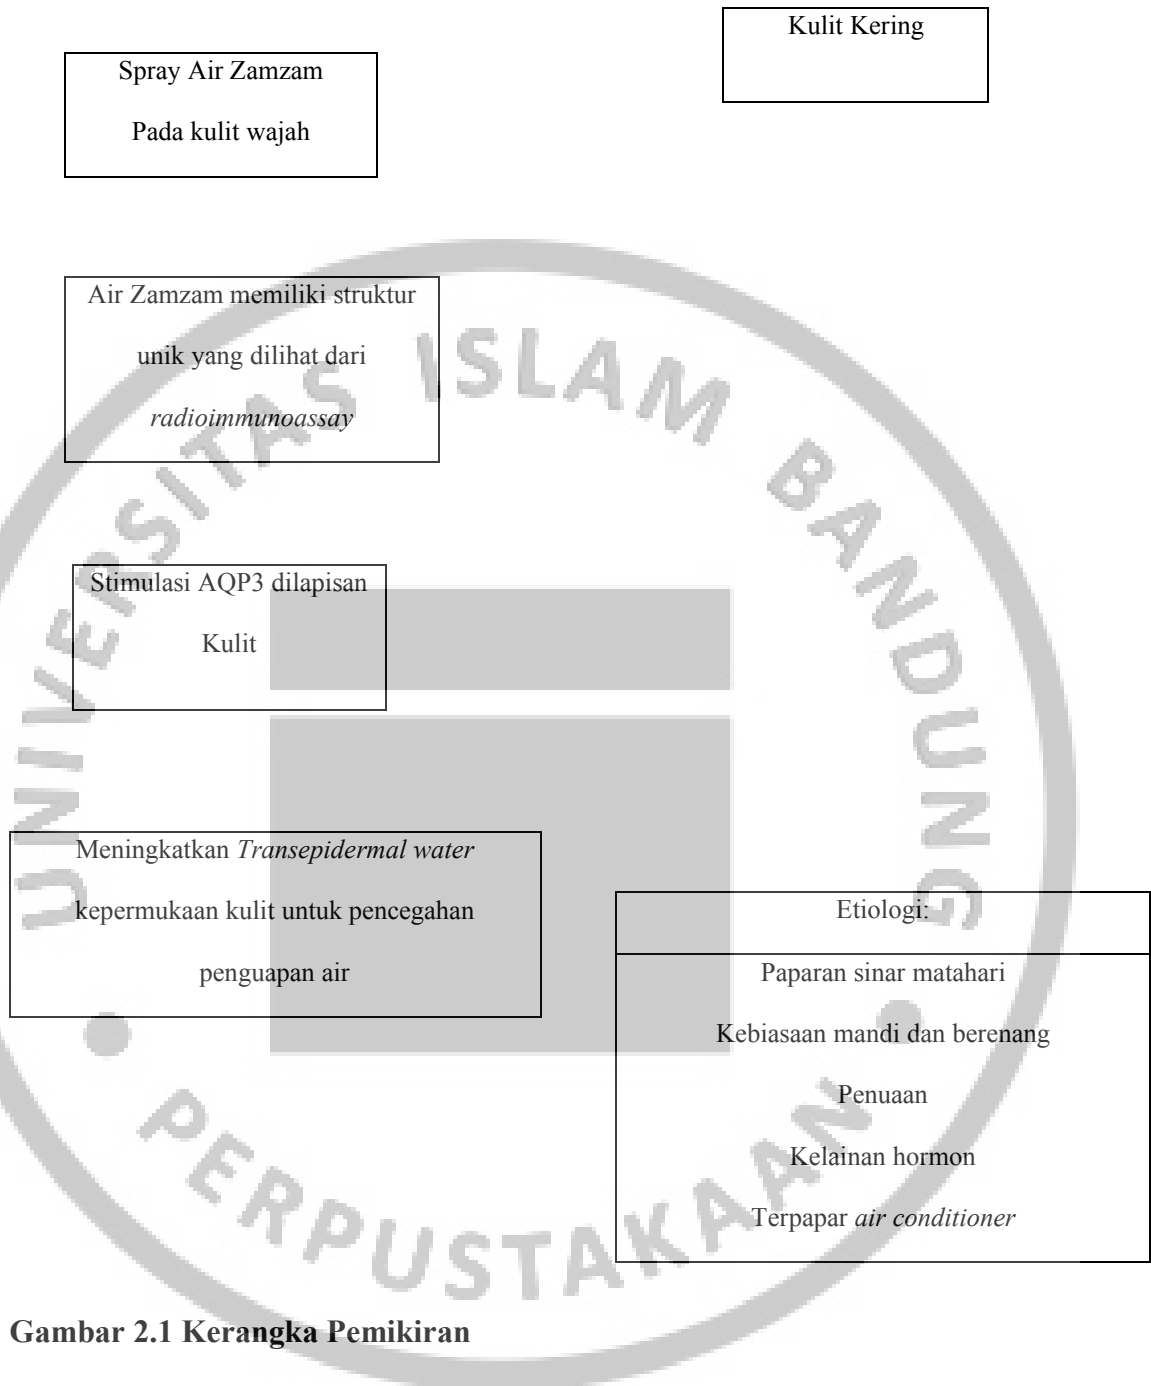 Kulit Kering
Spray Air Zamzam
Pada kulit wajah
Air Zamzam memiliki struktur
unik yang dilihat dari
radioimmunoassay
Stimulasi AQP3 dilapisan
Kulit
Meningkatkan Transepidermal water
kepermukaan kulit untuk pencegahan
penguapan air
Etiologi:
Paparan sinar matahari
Kebiasaan mandi dan berenang
Penuaan
Kelainan hormon
Terpapar air conditioner
Gambar 2.1 Kerangka Pemikiran
UNIVERSITAS ISLAM BANDUNG
PERPUSTAKAAN